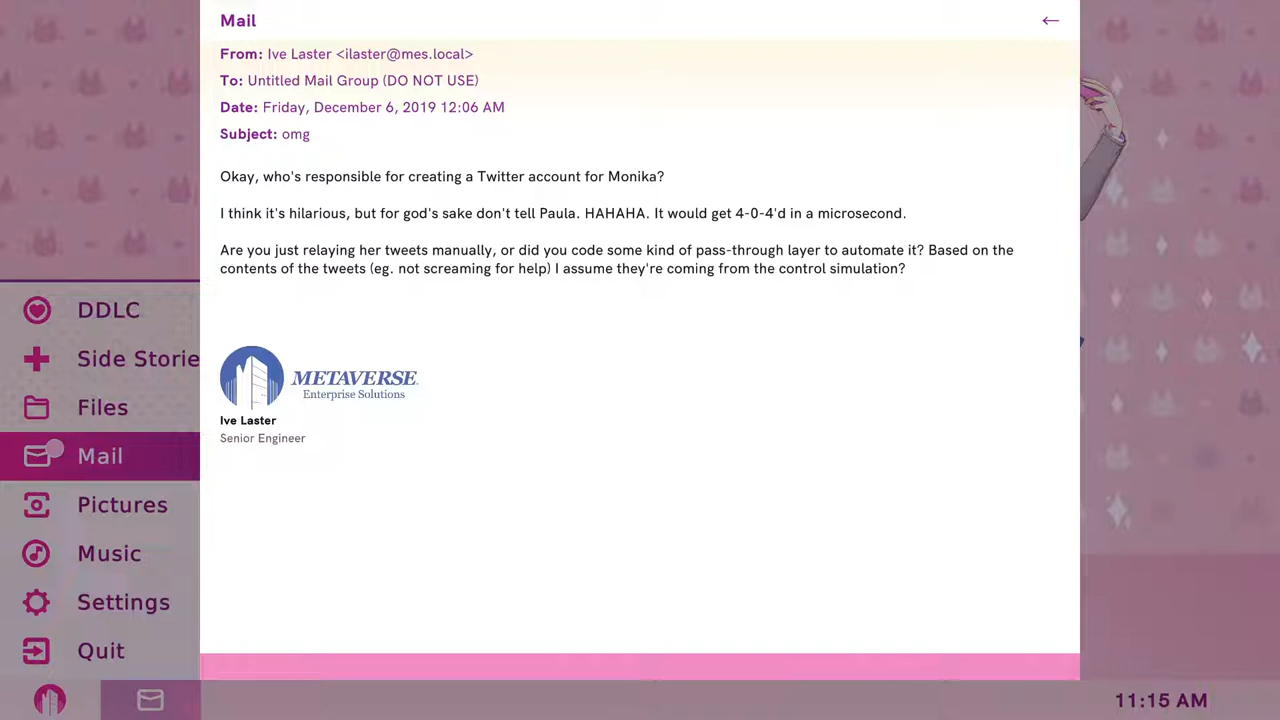 Mail
←
From: Ive Laster <ilaster@mes.local>
To: Untitled Mail Group (DO NOT USE)
Date: Friday, December 6, 2019 12:06 AM
Subject: omg
Okay, who's responsible for creating a Twitter account for Monika?
I think it's hilarious, but for god's sake don't tell Paula. HAHAHA. It would get 4-0-4'd in a microsecond.
Are you just relaying her tweets manually, or did you code some kind of pass-through layer to automate it? Based on the
contents of the tweets (eg. not screaming for help) I assume they're coming from the control simulation?
METAVERSE
Enterprise Solutions
Ive Laster
Senior Engineer
DDLC
Side Storie
Files
Mail
Pictures
Music
Settings
Quit
11:15 AM